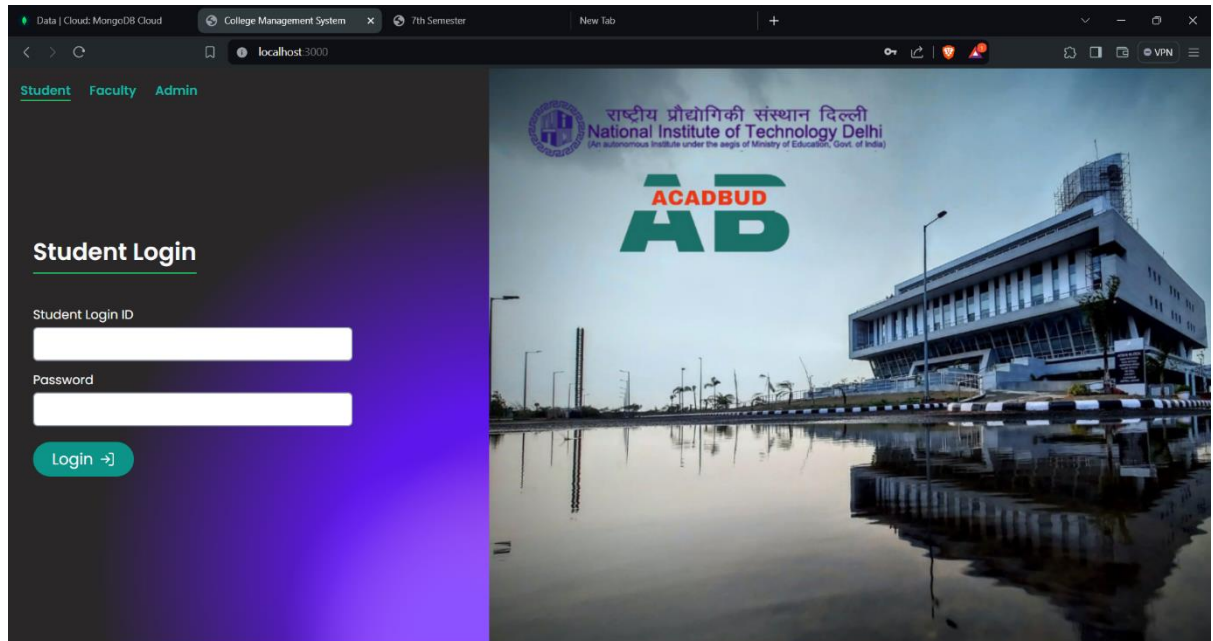 Data | Cloud: MongoDB Cloud
College Management System
7th Semester
New Tab
localhost:3000
VPN
Student Faculty Admin
राष्ट्रीय प्रौद्योगिकी संस्थान दिल्ली
National Institute of Technology Delhi
(An autonomous Institute under the aegis of Ministry of Education, Govt. of India)
ACADBUD
AB
Student Login
Student Login ID
Password
Login